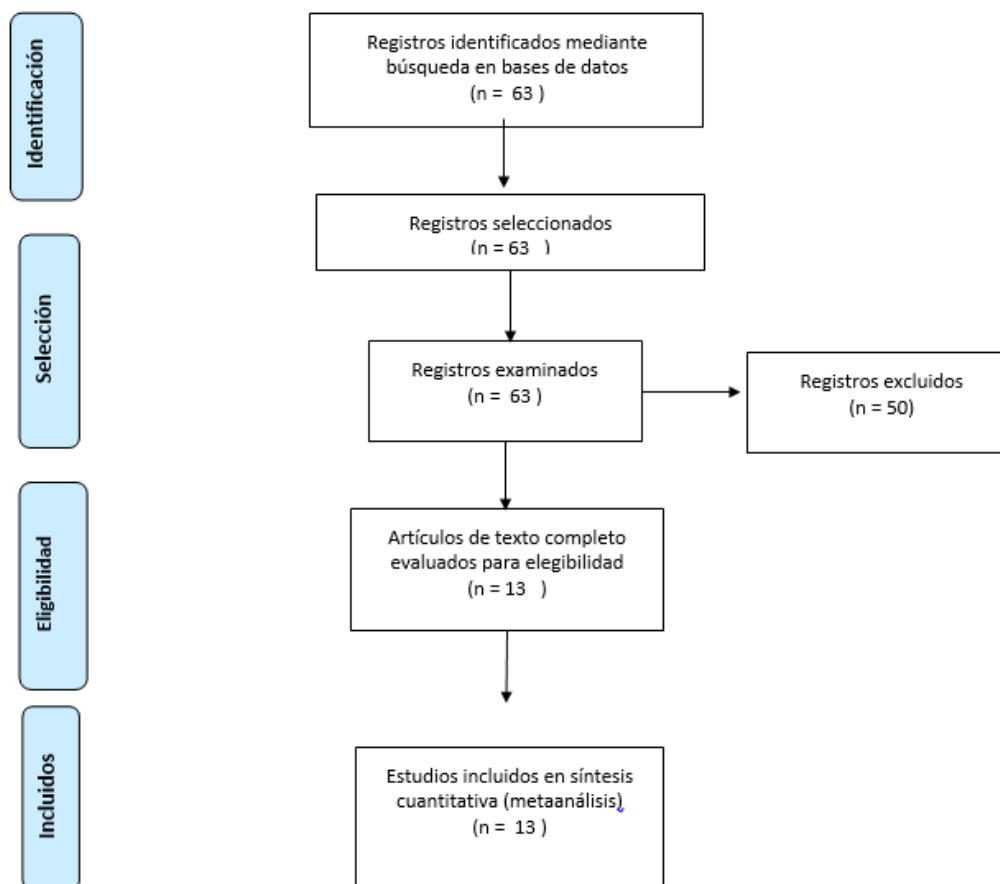 Identificación
Registros identificados mediante
búsqueda en bases de datos
(n = 63 )
Selección
Registros seleccionados
(n = 63 )
Registros examinados
(n = 63 )
Registros excluidos
(n = 50)
Eligibilidad
Artículos de texto completo
evaluados para elegibilidad
(n = 13 )
Incluidos
Estudios incluidos en síntesis
cuantitativa (metaanálisis)
(n = 13 )